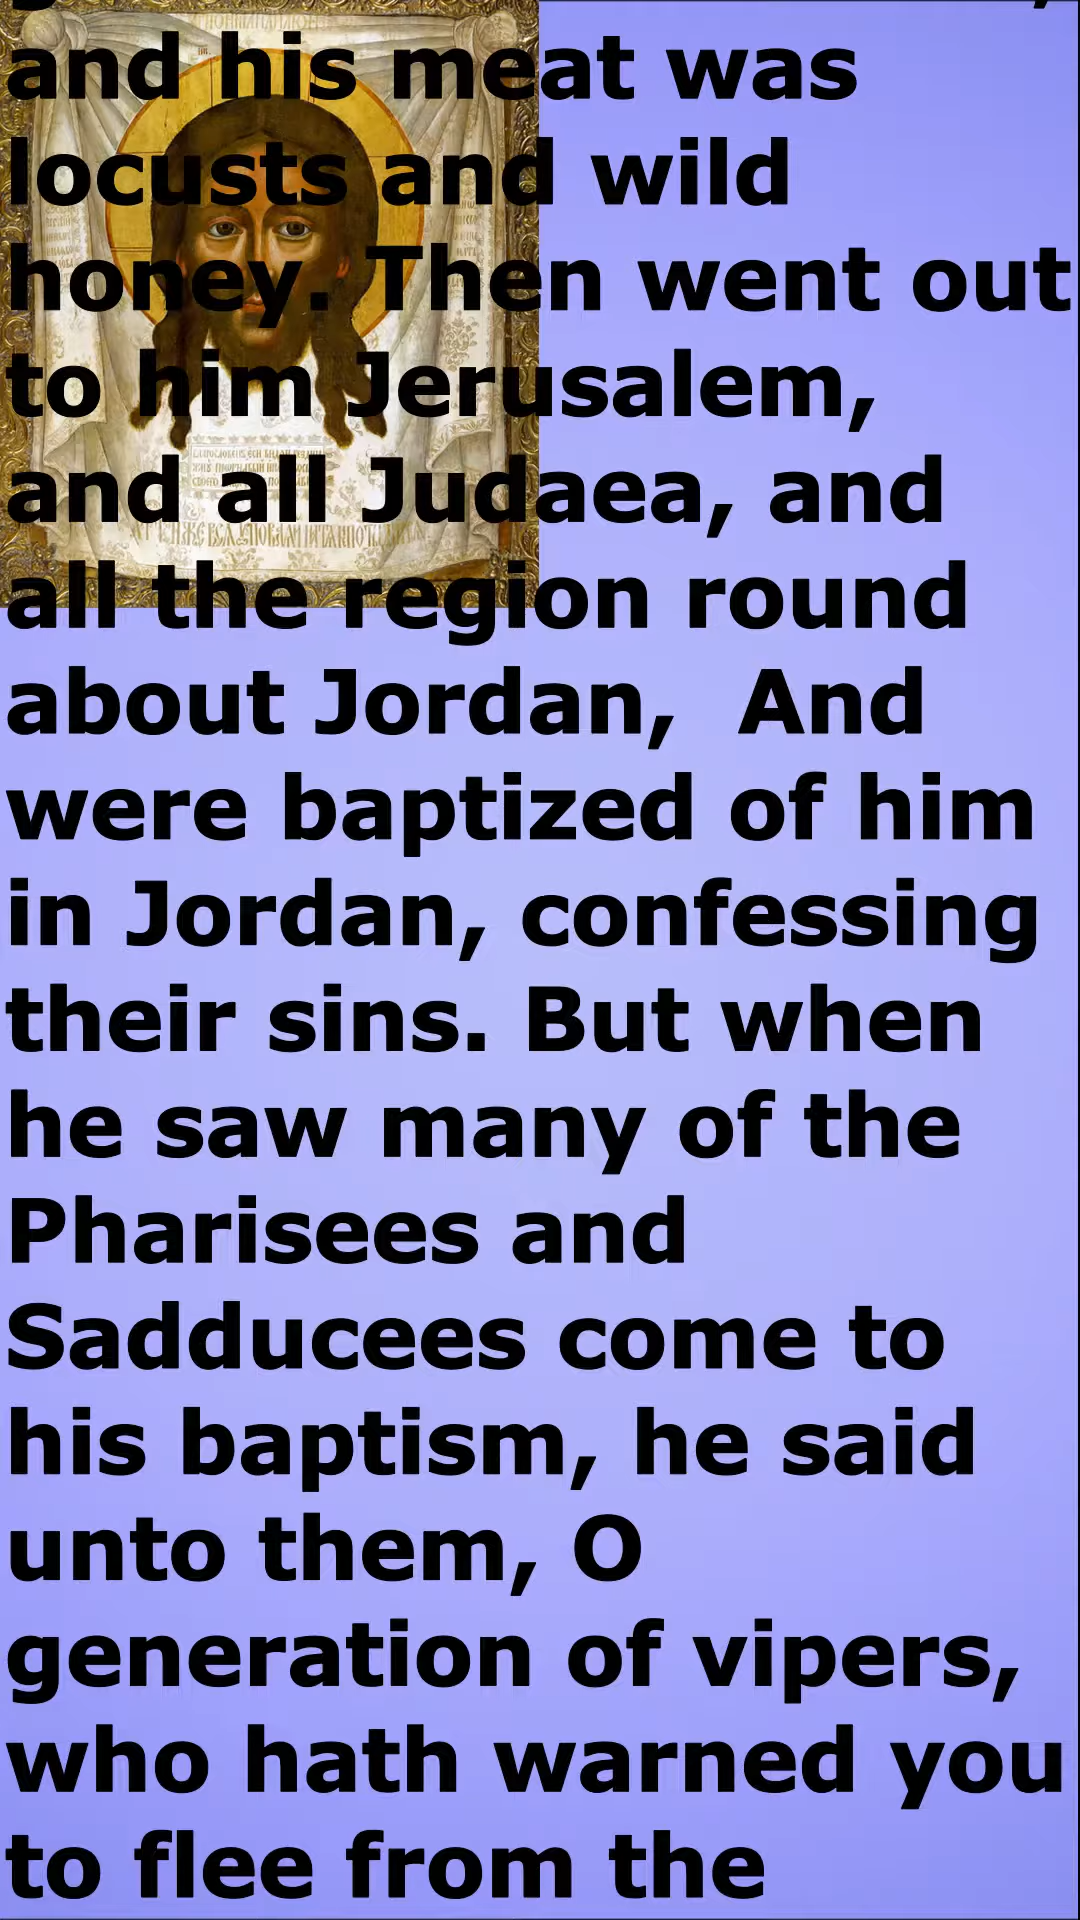 and his meat was
locusts and wild
honey. Then went out
to him Jerusalem,
and all Judaea, and
all the region round
about Jordan,  And
were baptized of him
in Jordan, confessing
their sins. But when
he saw many of the
Pharisees and
Sadducees come to
his baptism, he said
unto them, O
generation of vipers,
who hath warned you
to flee from the